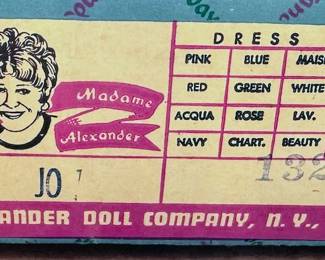 DRESS
PINK BLUE
RED GREEN WHITE
ACQUA ROSE LAV.
NAVY CHART. BEAUTY
Madame
Alexander
JO
132
ANDER DOLL COMPANY, N. Y.,